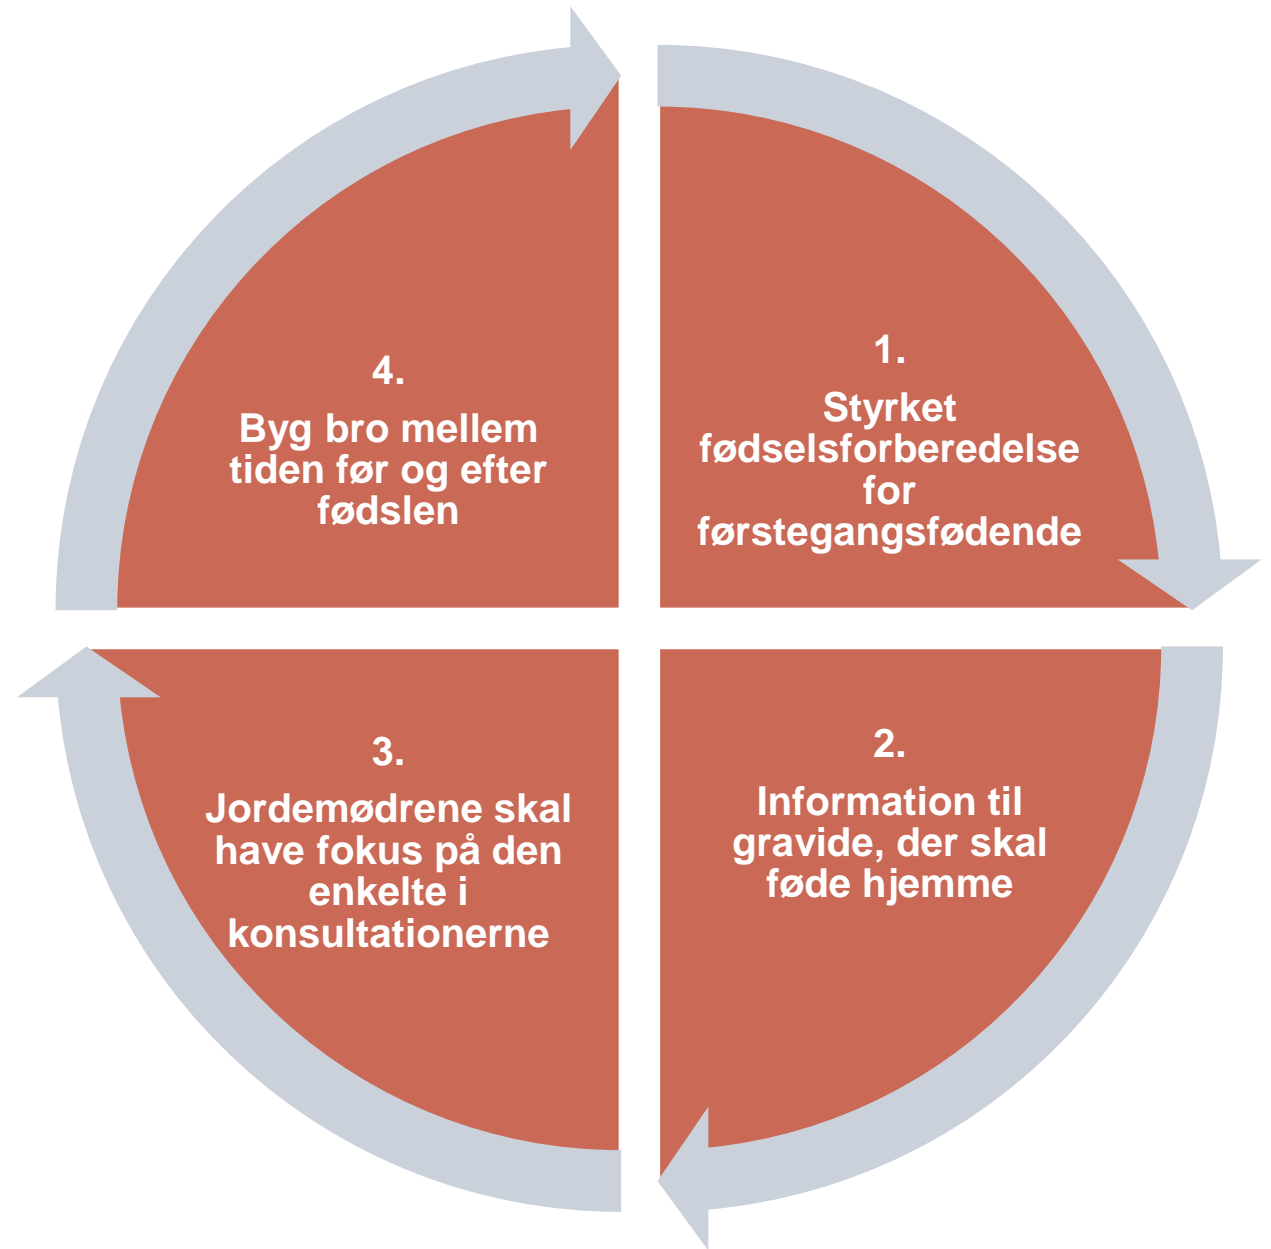 1.
Styrket
fødselsforberedelse
for
førstegangsfødende
2.
Information til
gravide, der skal
føde hjemme
3.
Jordemødrene skal
have fokus på den
enkelte i
konsultationerne
4.
Byg bro mellem
tiden før og efter
fødslen